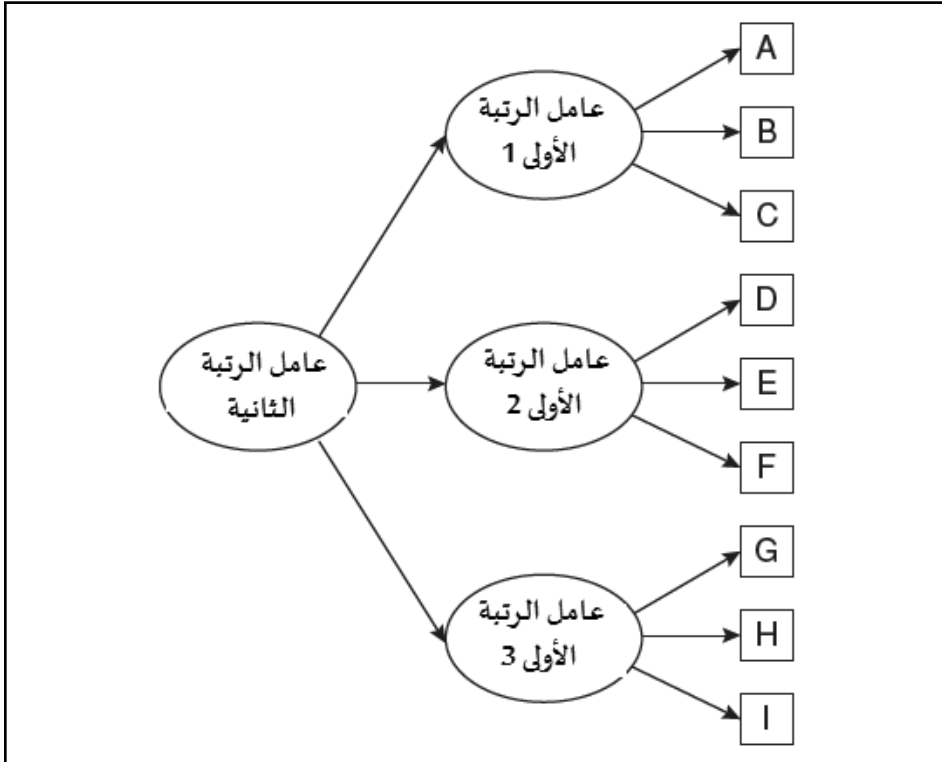 A
عامل الرتبة
الأولى 1
B
C
D
عامل الرتبة
الثانية
عامل الرتبة
الأولى 2
E
F
G
عامل الرتبة
الأولى 3
H
I